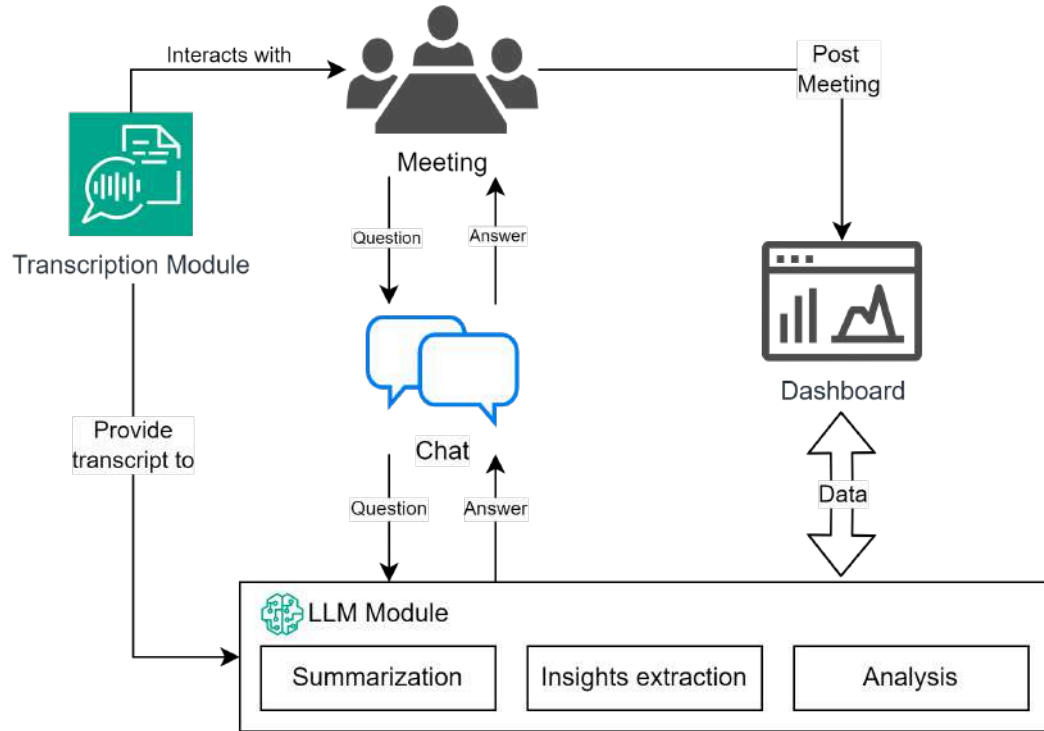 Interacts with
Post
Meeting
Meeting
Transcription Module
Question
Answer
Dashboard
Provide
transcript to
Chat
Question
Answer
Data
LLM Module
Summarization
Insights extraction
Analysis